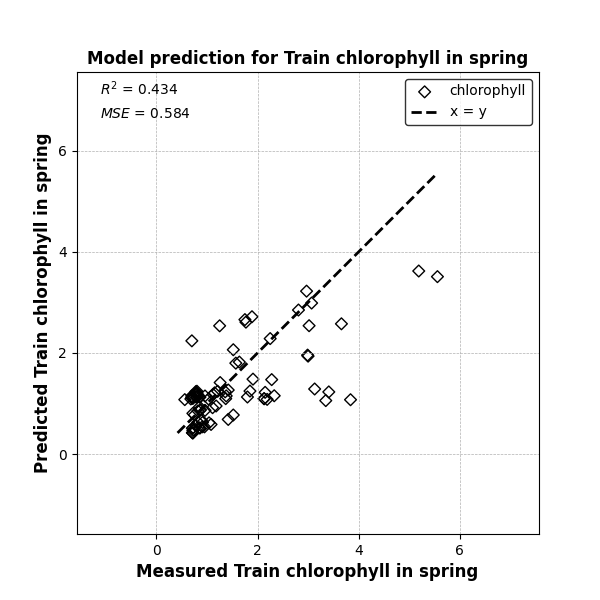 Model prediction for Train chlorophyll in spring
R² = 0.434
MSE = 0.584
chlorophyll
x = y
6
4
2
0
0 2 4 6
Predicted Train chlorophyll in spring
Measured Train chlorophyll in spring